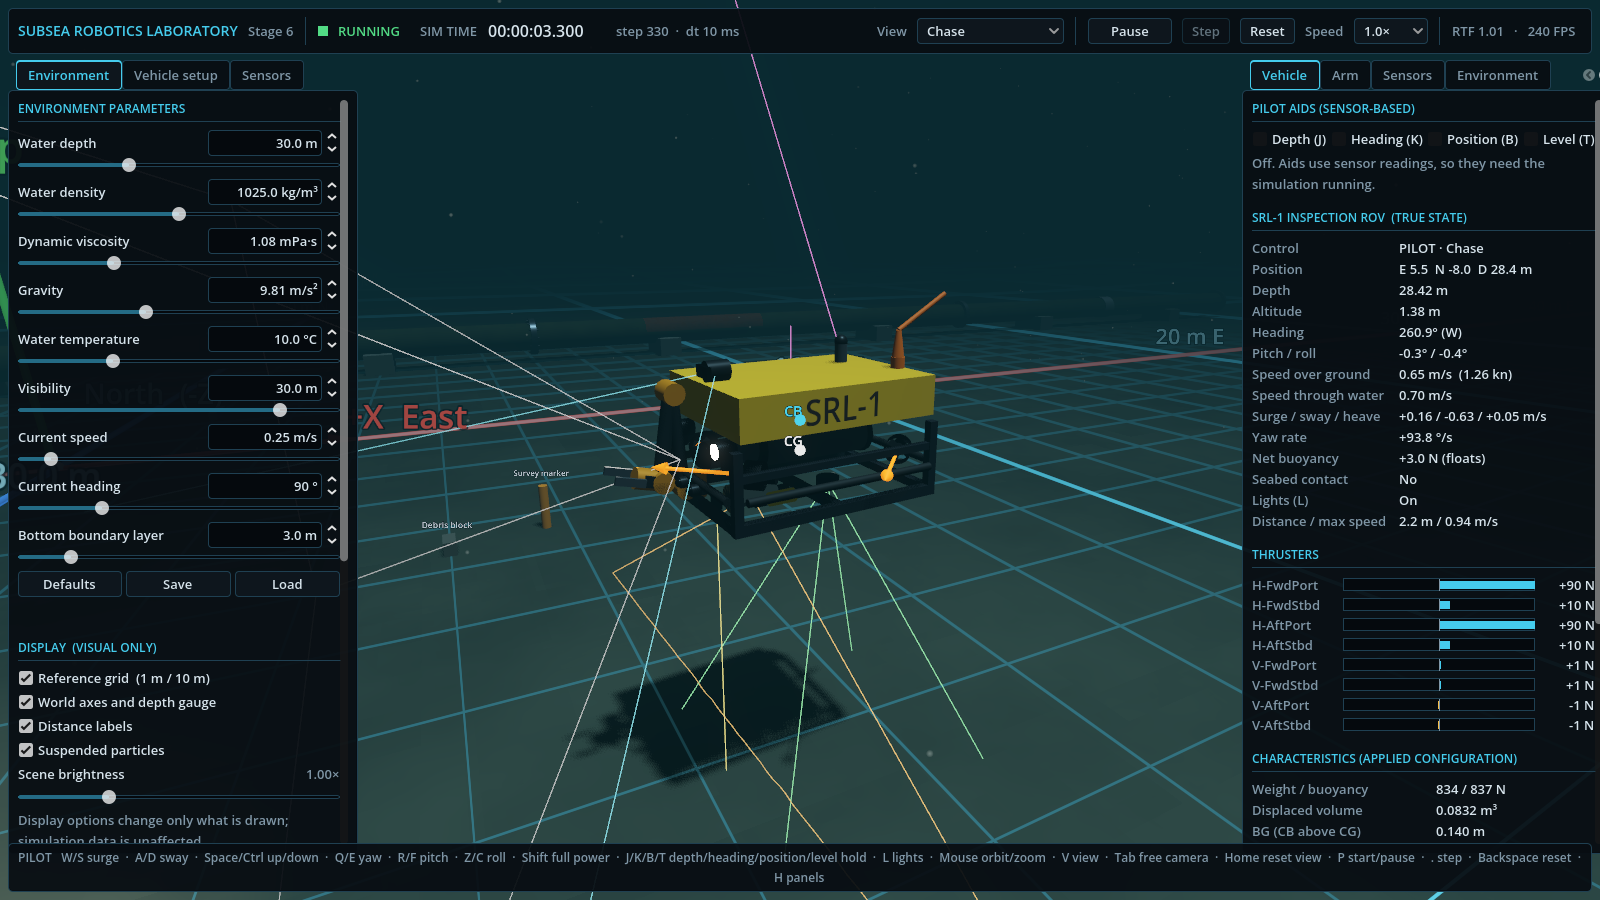 SUBSEA ROBOTICS LABORATORY Stage 6 RUNNING SIM TIME 00:00:03.300 step 330 · dt 10 ms View Chase Pause Step Reset Speed 1.0× RTF 1.01 · 240 FPS
Environment Vehicle setup Sensors
ENVIRONMENT PARAMETERS
Water depth 30.0 m
Water density 1025.0 kg/m³
Dynamic viscosity 1.08 mPa·s
Gravity 9.81 m/s²
Water temperature 10.0 °C
Visibility 30.0 m
Current speed 0.25 m/s
Current heading 90 °
Bottom boundary layer 3.0 m
Defaults Save Load
DISPLAY (VISUAL ONLY)
Reference grid (1 m / 10 m)
World axes and depth gauge
Distance labels
Suspended particles
Scene brightness 1.00×
Display options change only what is drawn;
simulation data is unaffected
20 m E
-X East
CB
SRL-1
CG
Survey marker
Debris block
Vehicle Arm Sensors Environment
PILOT AIDS (SENSOR-BASED)
Depth (J) Heading (K) Position (B) Level (T)
Off. Aids use sensor readings, so they need the
simulation running.
SRL-1 INSPECTION ROV (TRUE STATE)
Control PILOT · Chase
Position E 5.5 N -8.0 D 28.4 m
Depth 28.42 m
Altitude 1.38 m
Heading 260.9° (W)
Pitch / roll -0.3° / -0.4°
Speed over ground 0.65 m/s (1.26 kn)
Speed through water 0.70 m/s
Surge / sway / heave +0.16 / -0.63 / +0.05 m/s
Yaw rate +93.8 °/s
Net buoyancy +3.0 N (floats)
Seabed contact No
Lights (L) On
Distance / max speed 2.2 m / 0.94 m/s
THRUSTERS
H-FwdPort +90 N
H-FwdStbd +10 N
H-AftPort +90 N
H-AftStbd +10 N
V-FwdPort +1 N
V-FwdStbd +1 N
V-AftPort -1 N
V-AftStbd -1 N
CHARACTERISTICS (APPLIED CONFIGURATION)
Weight / buoyancy 834 / 837 N
Displaced volume 0.0832 m³
BG (CB above CG) 0.140 m
PILOT W/S surge · A/D sway · Space/Ctrl up/down · Q/E yaw · R/F pitch · Z/C roll · Shift full power · J/K/B/T depth/heading/position/level hold · L lights · Mouse orbit/zoom · V view · Tab free camera · Home reset view · P start/pause · . step · Backspace reset ·
H panels